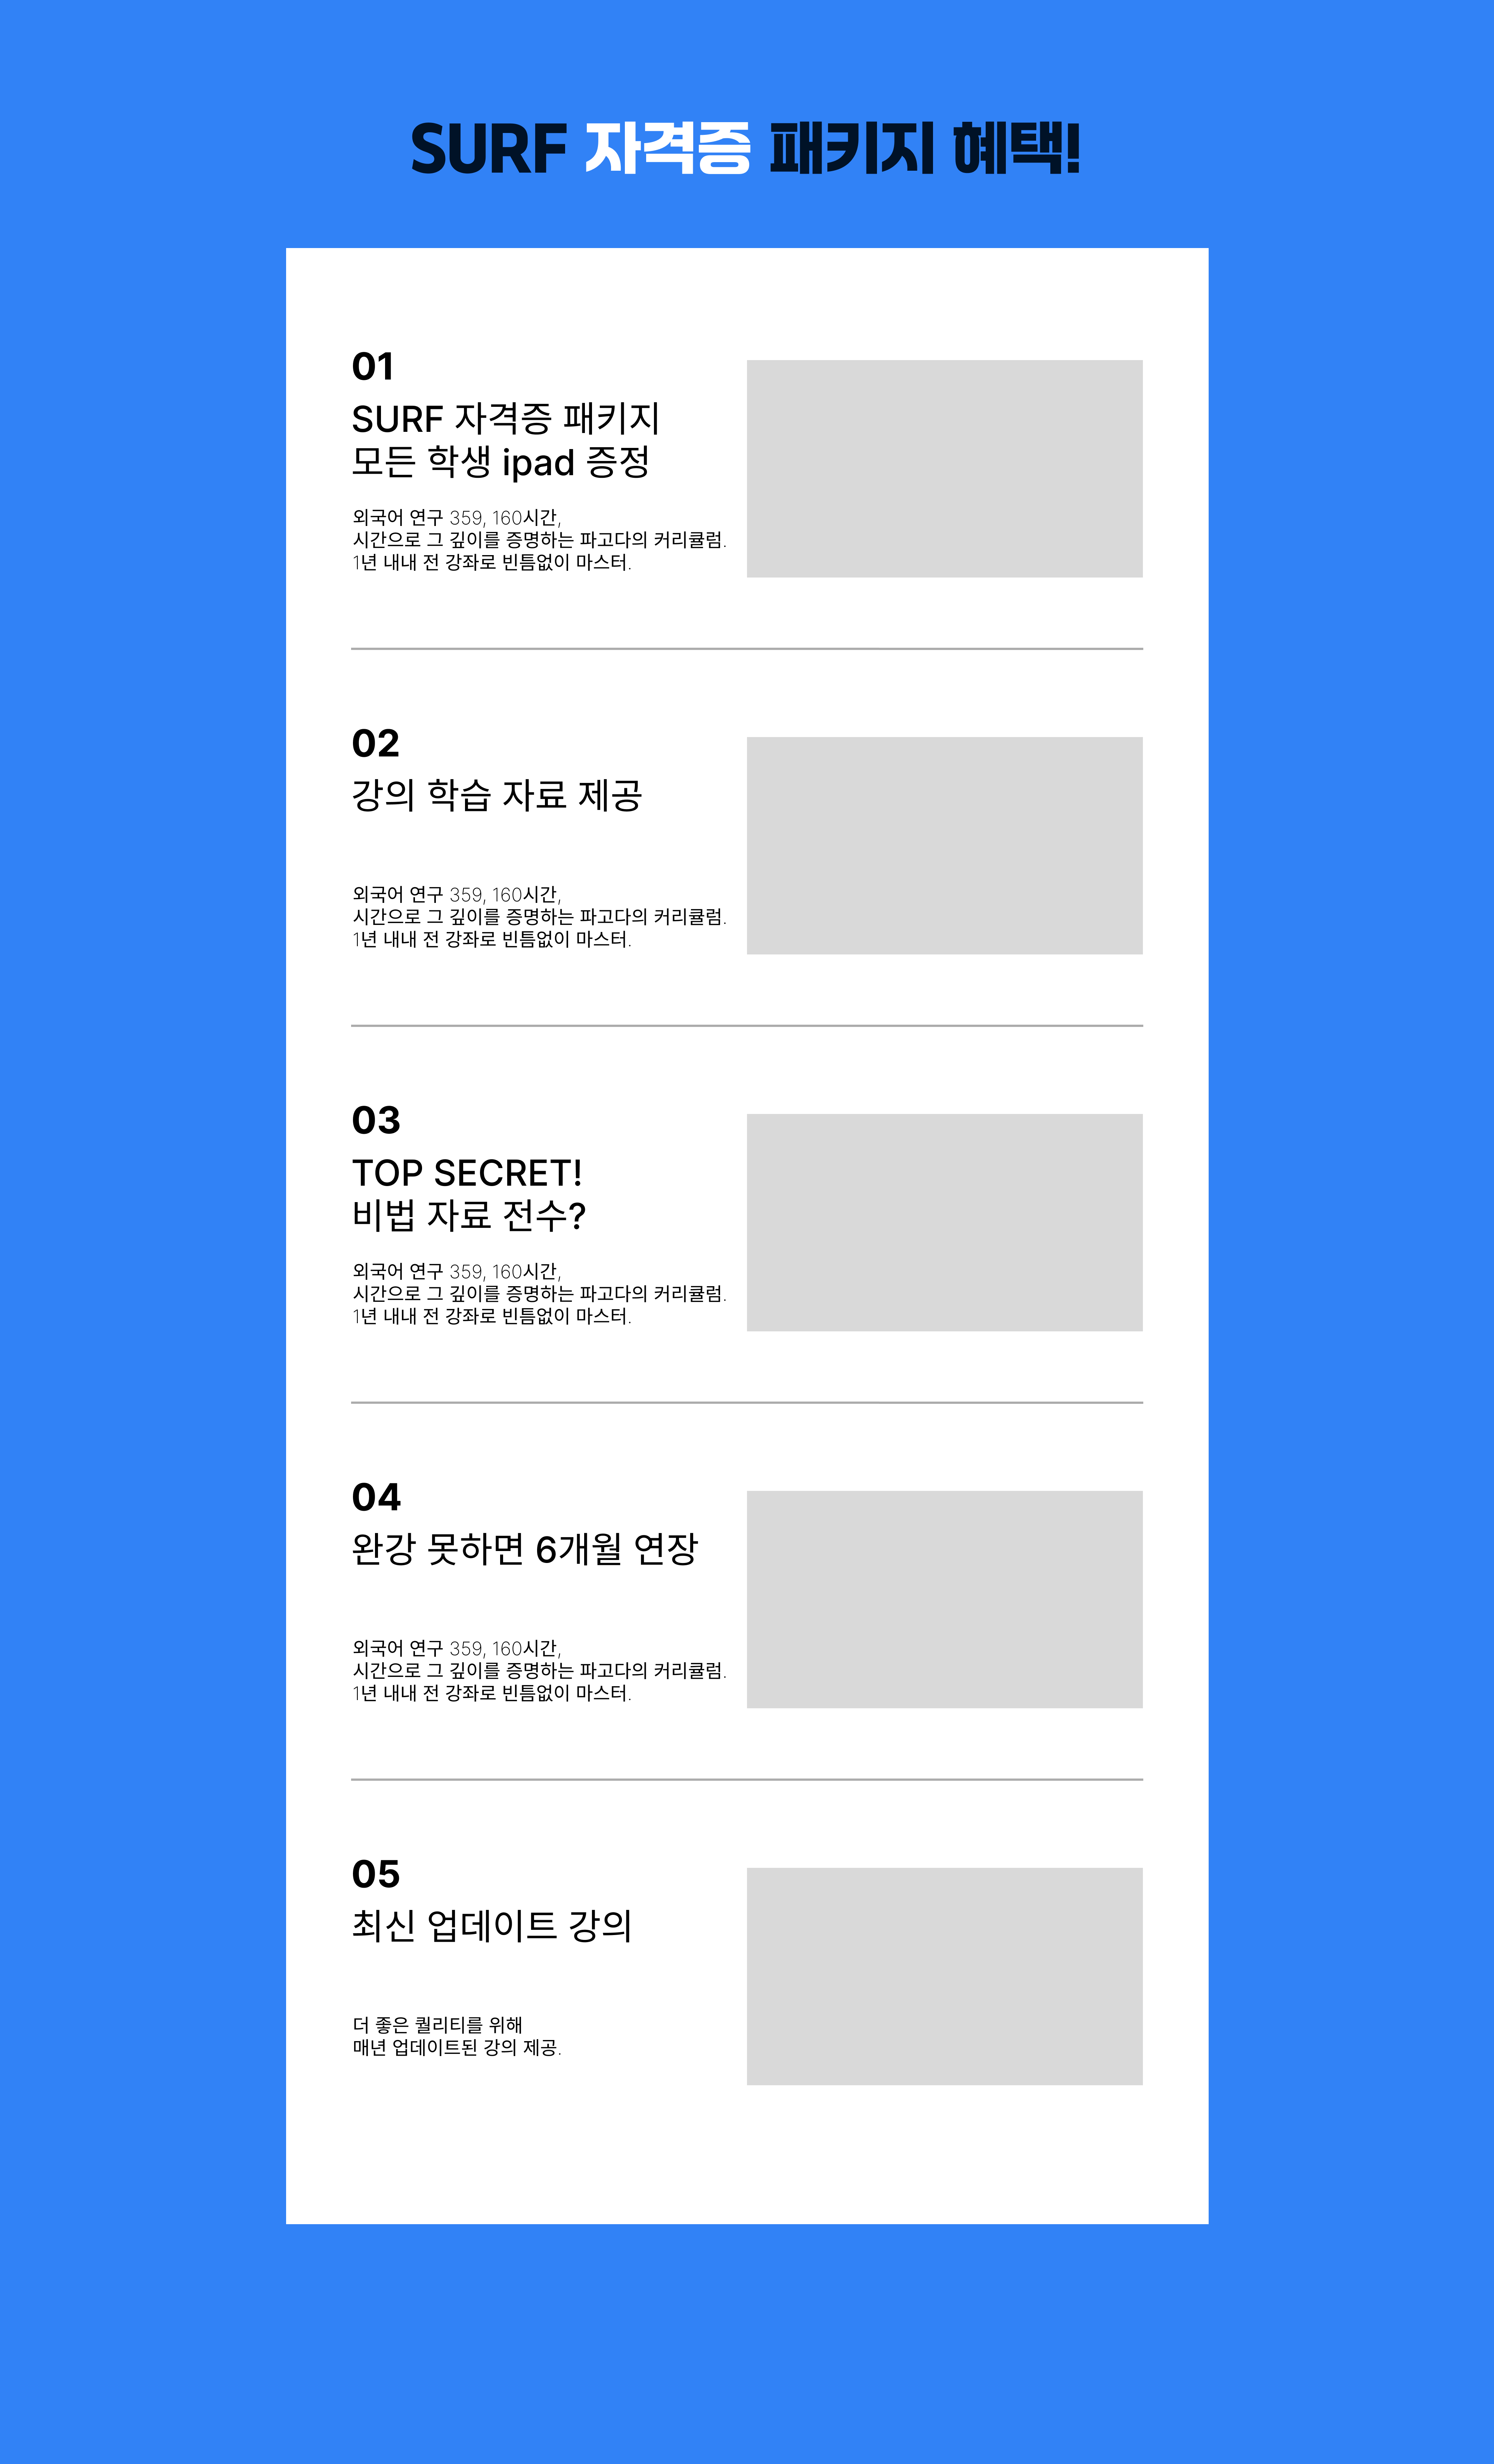 SURF 자격증 패키지 혜택!
01
SURF 자격증 패키지
모든 학생 ipad 증정
외국어 연구 359, 160시간,
시간으로 그 깊이를 증명하는 파고다의 커리큘럼.
1년 내내 전 강좌로 빈틈없이 마스터.
02
강의 학습 자료 제공
외국어 연구 359, 160시간,
시간으로 그 깊이를 증명하는 파고다의 커리큘럼.
1년 내내 전 강좌로 빈틈없이 마스터.
03
TOP SECRET!
비법 자료 전수?
외국어 연구 359, 160시간,
시간으로 그 깊이를 증명하는 파고다의 커리큘럼.
1년 내내 전 강좌로 빈틈없이 마스터.
04
완강 못하면 6개월 연장
외국어 연구 359, 160시간,
시간으로 그 깊이를 증명하는 파고다의 커리큘럼.
1년 내내 전 강좌로 빈틈없이 마스터.
05
최신 업데이트 강의
더 좋은 퀄리티를 위해
매년 업데이트된 강의 제공.